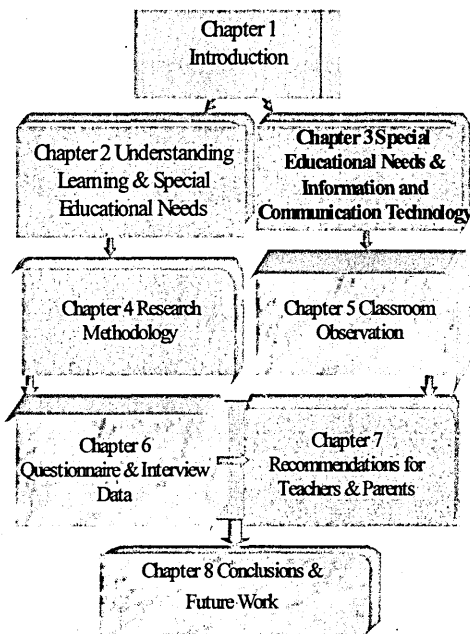 Chapter 1
Introduction
Chapter 2 Understanding
Learning & Special
Educational Needs
Chapter 3 Special
Educational Needs &
Information and
Communication Technology
Chapter 4 Research
Methodology
Chapter 5 Classroom
Observation
Chapter 6
Questionnaire & Interview
Data
Chapter 7
Recommendations for
Teachers & Parents
Chapter 8 Conclusions &
Future Work